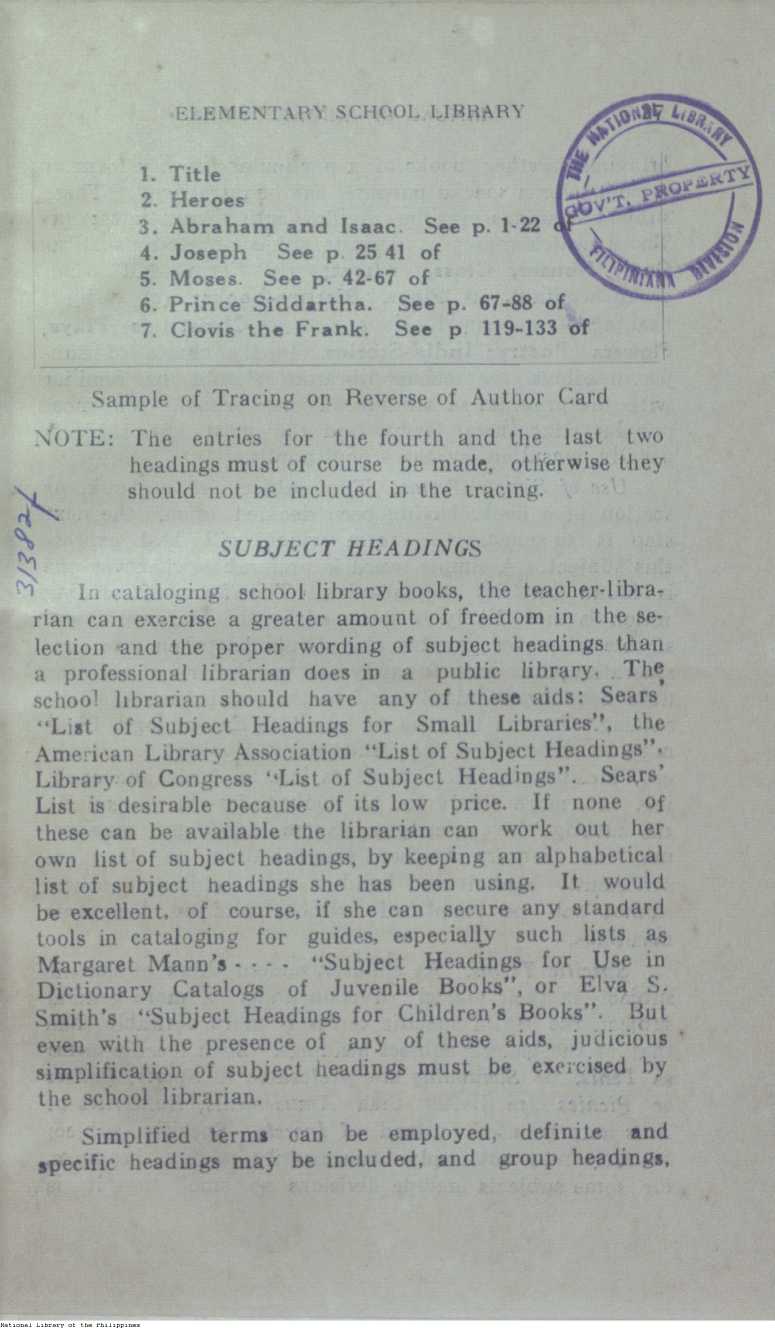 ELEMENTARY SCHOOL LIBRARY
THE NATIONAL LIBRARY
GOV'T. PROPERTY
FILIPINIANA DIVISION
1. Title
2. Heroes
3. Abraham and Isaac. See p. 1-22 of
4. Joseph See p. 25 41 of
5. Moses. See p. 42-67 of
6. Prince Siddartha. See p. 67-88 of
7. Clovis the Frank. See p 119-133 of
Sample of Tracing on Reverse of Author Card
NOTE: The entries for the fourth and the last two
headings must of course be made, otherwise they
should not be included in the tracing.
31382f
SUBJECT HEADINGS
In cataloging school library books, the teacher-libra-
rian can exercise a greater amount of freedom in the se-
lection and the proper wording of subject headings than
a professional librarian does in a public library. The
school librarian should have any of these aids: Sears'
“List of Subject Headings for Small Libraries”, the
American Library Association “List of Subject Headings”,
Library of Congress “List of Subject Headings”. Sears'
List is desirable because of its low price. If none of
these can be available the librarian can work out her
own list of subject headings, by keeping an alphabetical
list of subject headings she has been using. It would
be excellent, of course, if she can secure any standard
tools in cataloging for guides, especially such lists as
Margaret Mann's - - - - “Subject Headings for Use in
Dictionary Catalogs of Juvenile Books”, or Elva S.
Smith's “Subject Headings for Children's Books”. But
even with the presence of any of these aids, judicious
simplification of subject headings must be exercised by
the school librarian.
Simplified terms can be employed, definite and
specific headings may be included, and group headings,
National Library of the Philippines